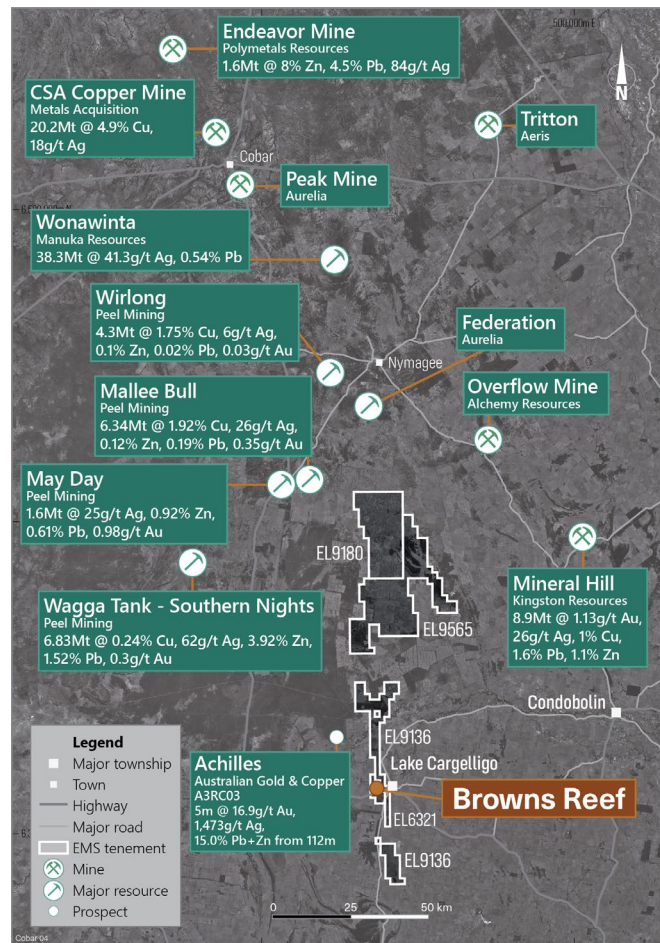 500,000m E
Endeavor Mine
Polymetals Resources
1.6Mt @ 8% Zn, 4.5% Pb, 84g/t Ag
N
CSA Copper Mine
Metals Acquisition
20.2Mt @ 4.9% Cu,
18g/t Ag
Tritton
Aeris
Cobar
Peak Mine
Aurelia
Wonawinta
Manuka Resources
38.3Mt @ 41.3g/t Ag, 0.54% Pb
Wirlong
Peel Mining
4.3Mt @ 1.75% Cu, 6g/t Ag,
0.1% Zn, 0.02% Pb, 0.03g/t Au
Federation
Aurelia
Nymagee
Mallee Bull
Peel Mining
6.34Mt @ 1.92% Cu, 26g/t Ag,
0.12% Zn, 0.19% Pb, 0.35g/t Au
Overflow Mine
Alchemy Resources
May Day
Peel Mining
1.6Mt @ 25g/t Ag, 0.92% Zn,
0.61% Pb, 0.98g/t Au
EL9180
EL9565
Wagga Tank - Southern Nights
Peel Mining
6.83Mt @ 0.24% Cu, 62g/t Ag, 3.92% Zn,
1.52% Pb, 0.3g/t Au
Mineral Hill
Kingston Resources
8.9Mt @ 1.13g/t Au,
26g/t Ag, 1% Cu,
1.6% Pb, 1.1% Zn
Condobolin
EL9136
Lake Cargelligo
Achilles
Australian Gold & Copper
A3RC03
5m @ 16.9g/t Au,
1,473g/t Ag,
15.0% Pb+Zn from 112m
Browns Reef
EL6321
EL9136
Legend
Major township
Town
Highway
Major road
EMS tenement
Mine
Major resource
Prospect
0 25 50 km
Cobar 04